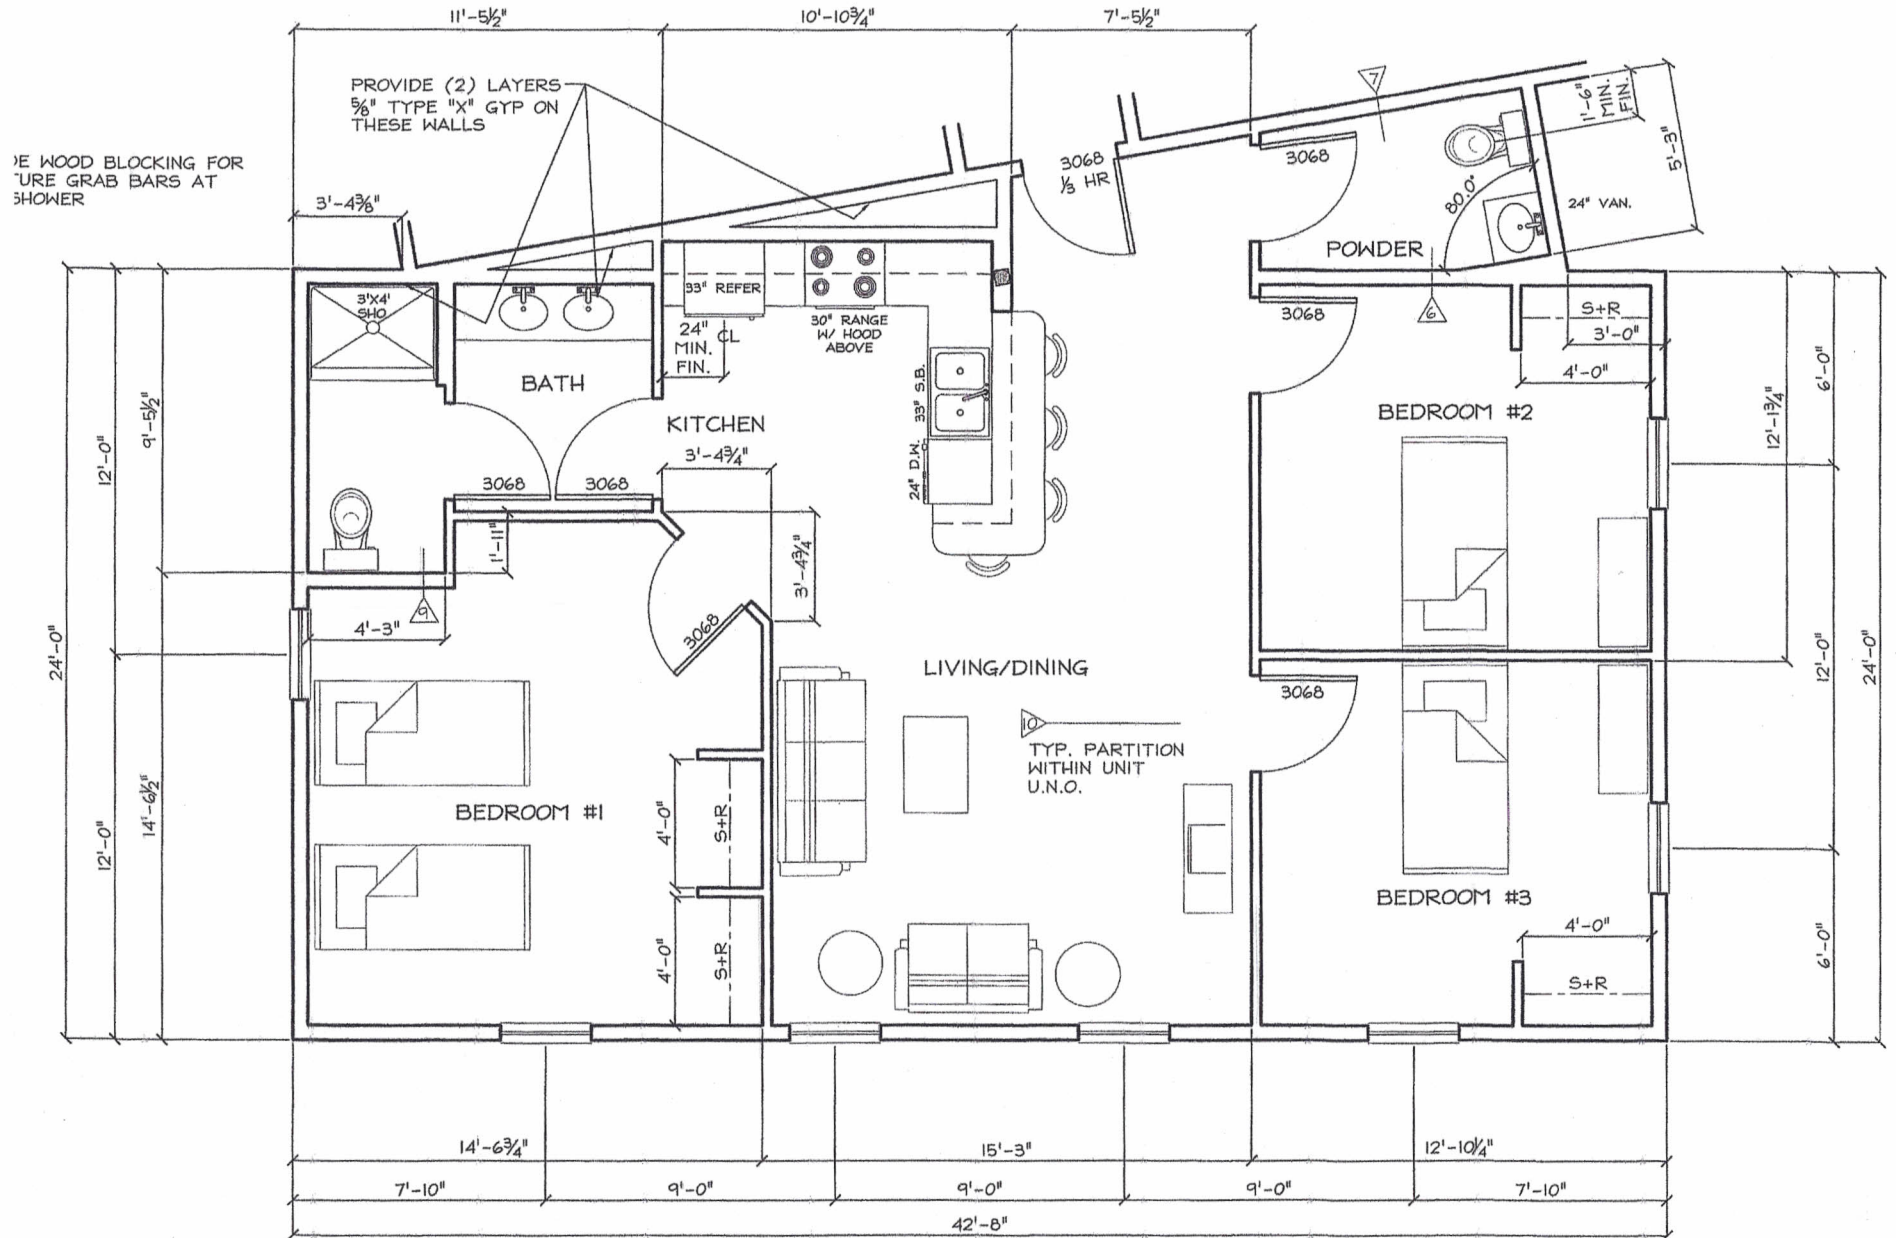 11'-5½"
10'-10¾"
7'-5½"
PROVIDE (2) LAYERS
⅝" TYPE "X" GYP ON
THESE WALLS
DE WOOD BLOCKING FOR
TURE GRAB BARS AT
SHOWER
3'-4⅜"
3068
⅓ HR
7
3068
1'-6"
MIN.
FIN.
5'-3"
80.0°
24" VAN.
POWDER
3'X4'
SHO
33" REFER
24"
MIN.
FIN.
CL
30" RANGE
W/ HOOD
ABOVE
3068
6
S+R
3'-0"
4'-0"
BATH
KITCHEN
33" S.B.
24" D.W.
BEDROOM #2
12'-1¾"
6'-0"
9'-5½"
12'-0"
24'-0"
3'-4¾"
3068
3068
1'-11"
3'-4¾"
9
4'-3"
3068
LIVING/DINING
3068
12'-0"
24'-0"
10
TYP. PARTITION
WITHIN UNIT
U.N.O.
BEDROOM #1
4'-0"
S+R
14'-6½"
12'-0"
BEDROOM #3
4'-0"
S+R
4'-0"
S+R
6'-0"
14'-6¾"
15'-3"
12'-10¼"
7'-10"
9'-0"
9'-0"
9'-0"
7'-10"
42'-8"